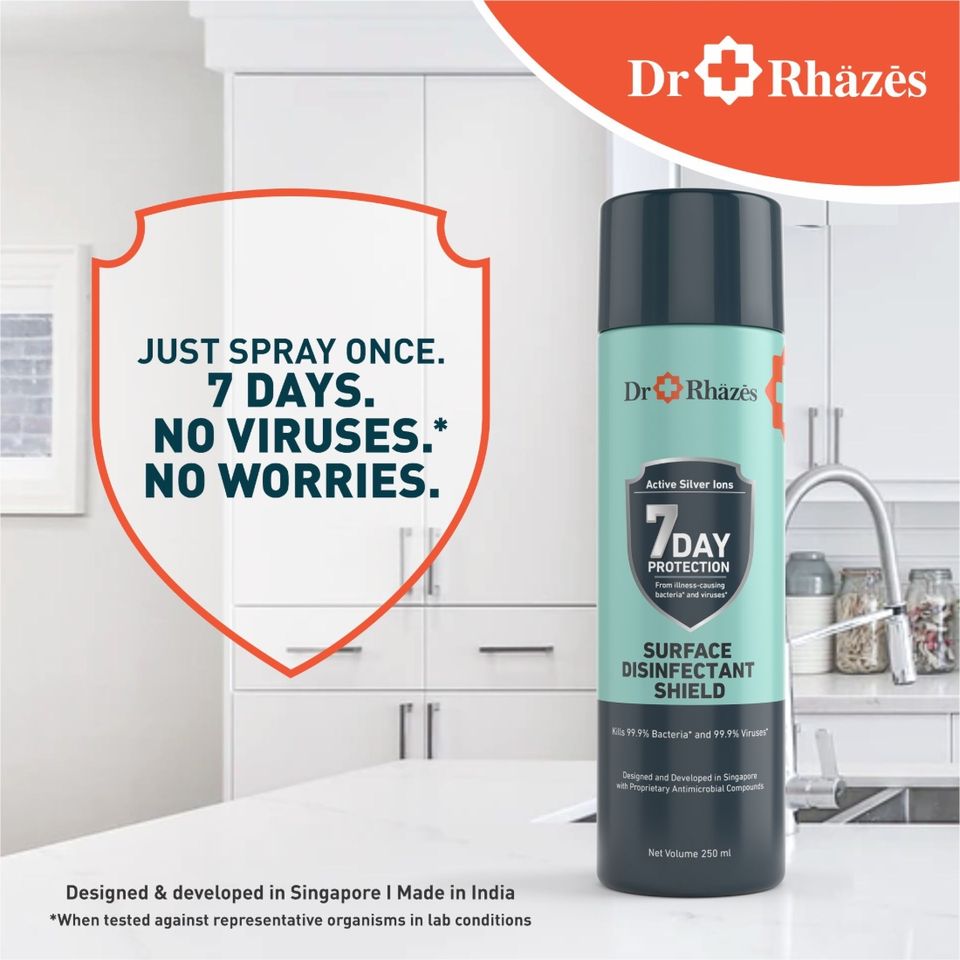 Dr Rhäzēs
JUST SPRAY ONCE.
7 DAYS.
NO VIRUSES.*
NO WORRIES.
Dr Rhäzēs
Active Silver Ions
7 DAY
PROTECTION
From illness-causing
bacteria* and viruses*
SURFACE
DISINFECTANT
SHIELD
Kills 99.9% Bacteria* and 99.9% Viruses*
Designed and Developed in Singapore
with Proprietary Antimicrobial Compounds
Net Volume 250 ml
Designed & developed in Singapore I Made in India
*When tested against representative organisms in lab conditions